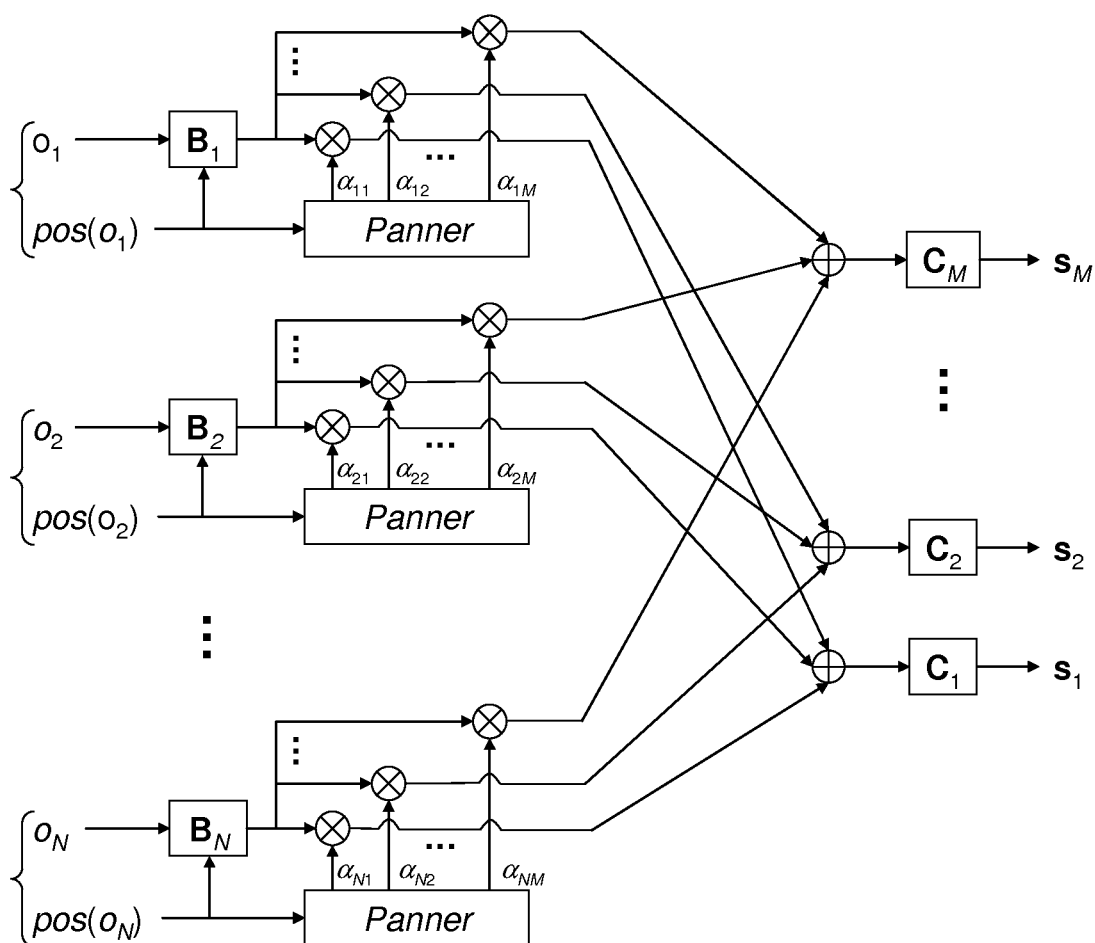 o1
B1
α11
α12
α1M
...
pos(o1)
Panner
CM
sM
o2
B2
α21
α22
α2M
...
pos(o2)
Panner
C2
s2
C1
s1
oN
BN
αN1
αN2
αNM
...
pos(oN)
Panner